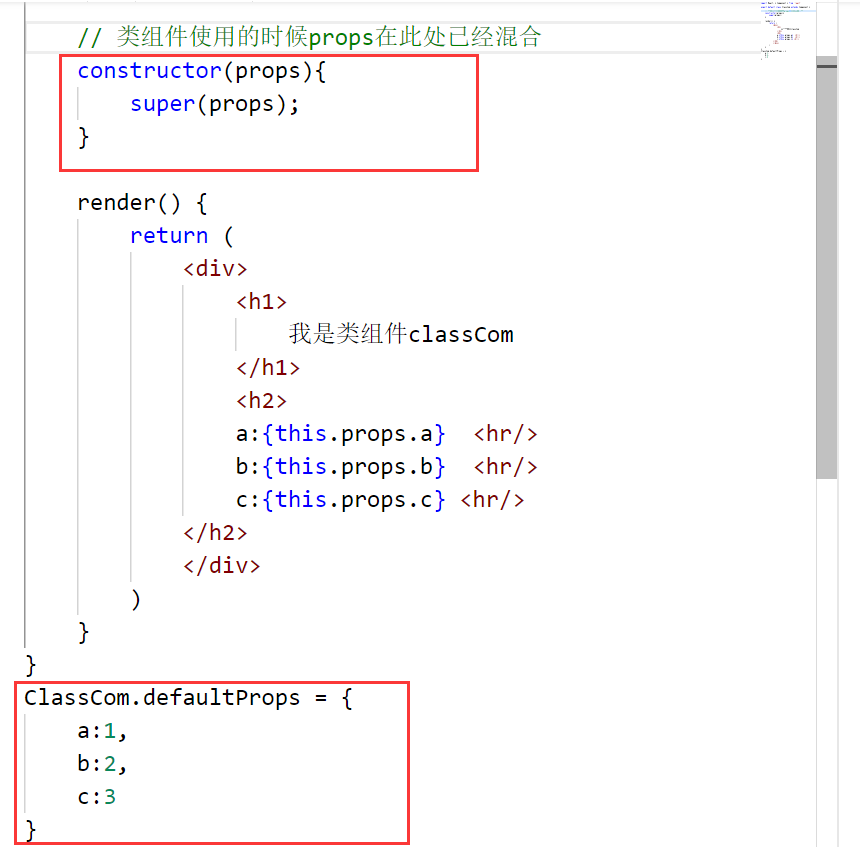 // 类组件使用的时候props在此处已经混合
constructor(props){
super(props);
}
render() {
return (
<div>
<h1>
我是类组件classCom
</h1>
<h2>
a:{this.props.a} <hr/>
b:{this.props.b} <hr/>
c:{this.props.c} <hr/>
</h2>
</div>
)
}
}
ClassCom.defaultProps = {
a:1,
b:2,
c:3
}